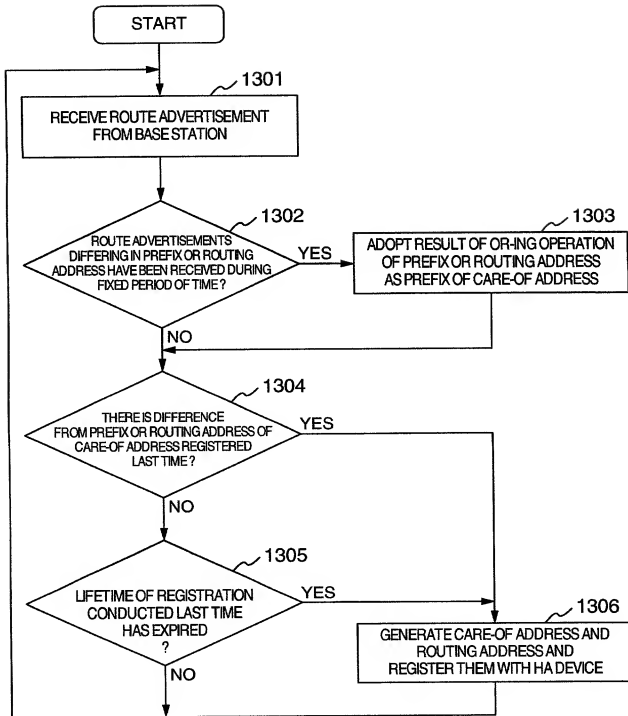 START
1301
RECEIVE ROUTE ADVERTISEMENT
FROM BASE STATION
1302
ROUTE ADVERTISEMENTS
DIFFERING IN PREFIX OR ROUTING
ADDRESS HAVE BEEN RECEIVED DURING
FIXED PERIOD OF TIME?
YES
1303
ADOPT RESULT OF OR-ING OPERATION
OF PREFIX OR ROUTING ADDRESS
AS PREFIX OF CARE-OF ADDRESS
NO
1304
THERE IS DIFFERENCE
FROM PREFIX OR ROUTING ADDRESS OF
CARE-OF ADDRESS REGISTERED
LAST TIME?
YES
NO
1305
LIFETIME OF REGISTRATION
CONDUCTED LAST TIME
HAS EXPIRED
?
YES
1306
GENERATE CARE-OF ADDRESS AND
ROUTING ADDRESS AND
REGISTER THEM WITH HA DEVICE
NO